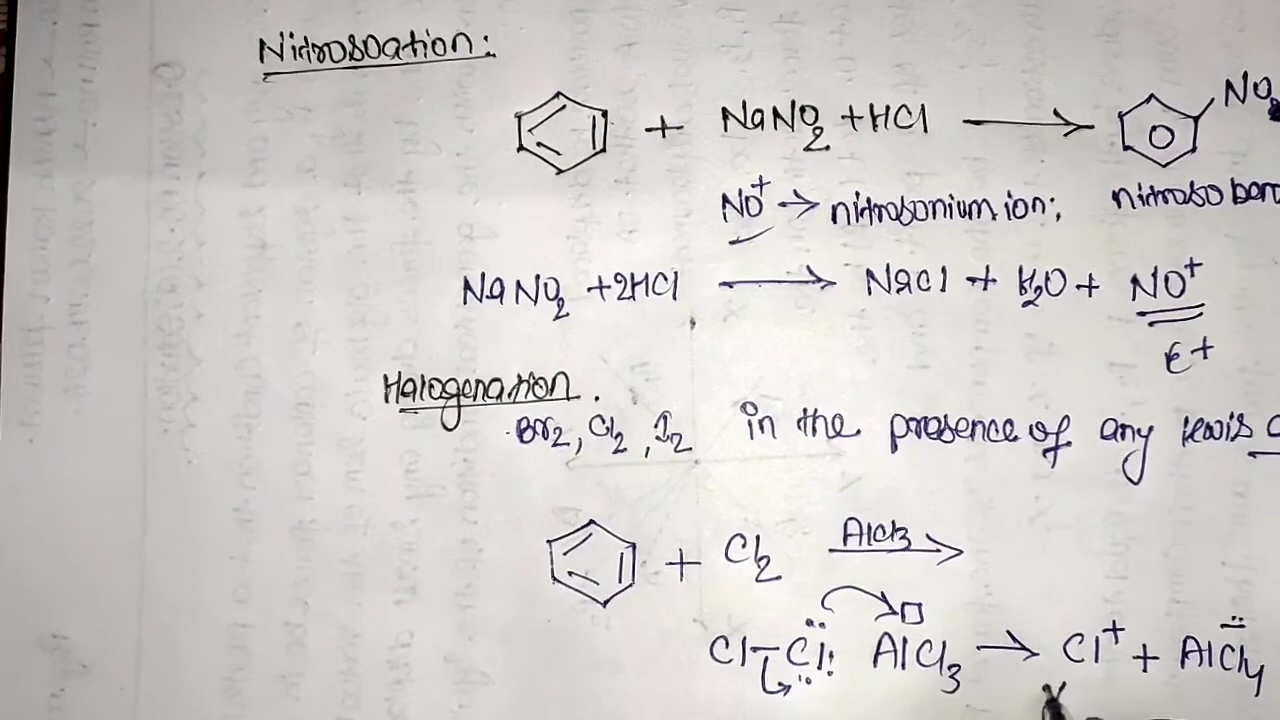 Nitrosoation:
+ NaNO2 + HCl ⟶ NO2
NO+ → nitrosonium ion; nitroso ben
NaNO2 + 2HCl ⟶ NaCl + H2O + NO+
E+
Halogenation.
Br2, Cl2, I2 in the presence of any lewis
+ Cl2 AlCl3 ⟶
Cl–Cl: AlCl3 → Cl+ + AlCl4–